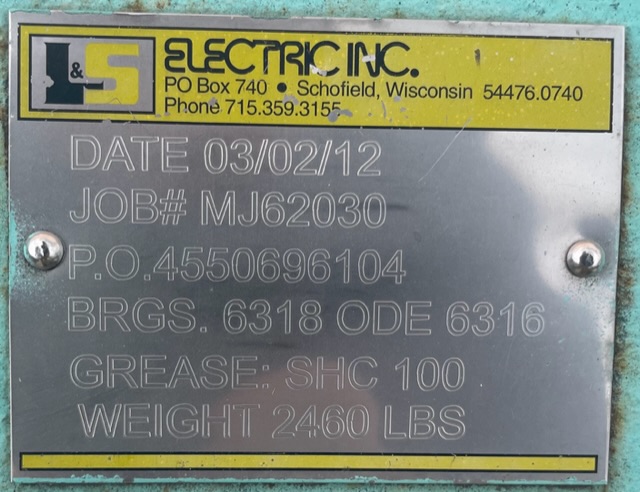 L&S
ELECTRIC INC.
PO Box 740 • Schofield, Wisconsin 54476.0740
Phone 715.359.3155
DATE 03/02/12
JOB# MJ62030
P.O.4550696104
BRGS. 6318 ODE 6316
GREASE: SHC 100
WEIGHT 2460 LBS